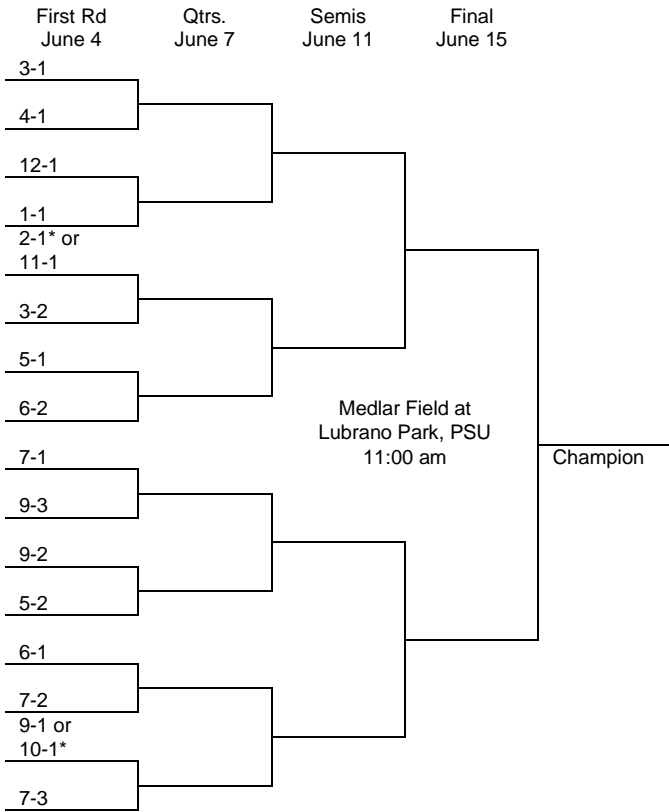 First Rd Qtrs. Semis Final
June 4 June 7 June 11 June 15
3-1
4-1
12-1
1-1
2-1* or
11-1
3-2
5-1
6-2
Medlar Field at
Lubrano Park, PSU
11:00 am
Champion
7-1
9-3
9-2
5-2
6-1
7-2
9-1 or
10-1*
7-3